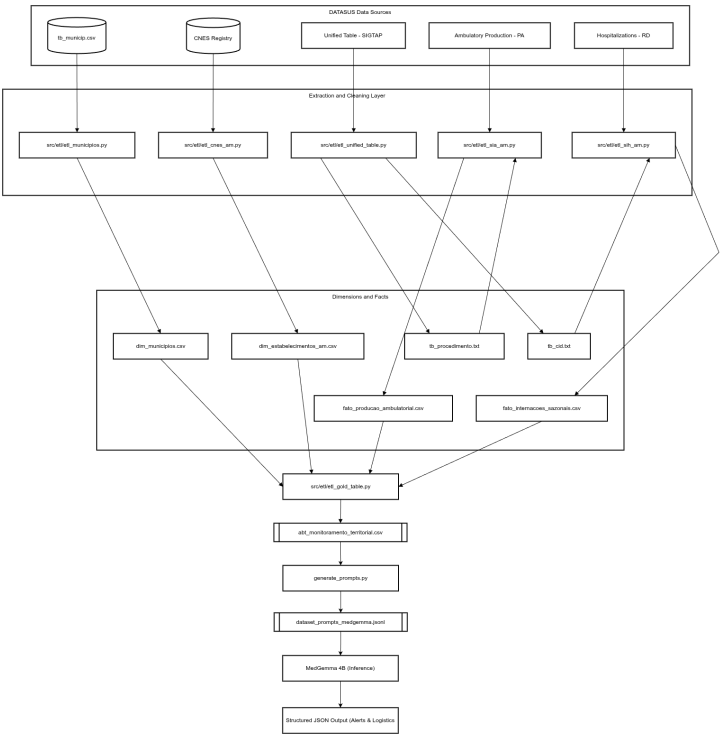 DATASUS Data Sources
tb_municip.csv
CNES Registry
Unified Table - SIGTAP
Ambulatory Production - PA
Hospitalizations - RD
Extraction and Cleaning Layer
src/etl/etl_municipios.py
src/etl/etl_cnes_am.py
src/etl/etl_unified_table.py
src/etl/etl_sia_am.py
src/etl/etl_sih_am.py
Dimensions and Facts
dim_municipios.csv
dim_estabelecimentos_am.csv
tb_procedimento.txt
tb_cid.txt
fato_producao_ambulatorial.csv
fato_internacoes_sazonais.csv
src/etl/etl_gold_table.py
abt_monitoramento_territorial.csv
generate_prompts.py
dataset_prompts_medgemma.jsonl
MedGemma 4B (Inference)
Structured JSON Output (Alerts & Logistics